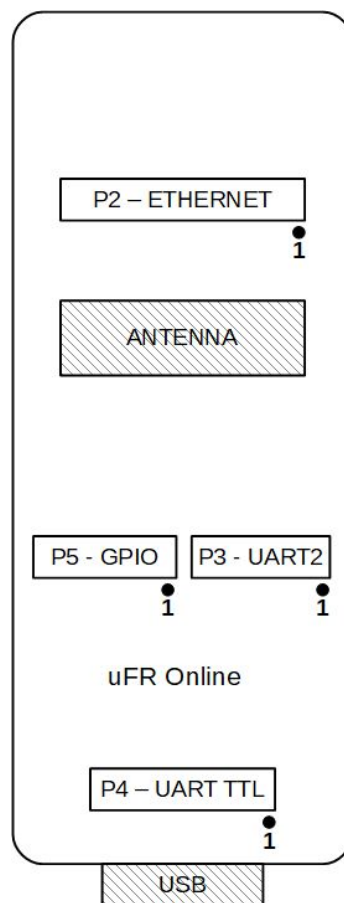 P2 – ETHERNET
1
ANTENNA
P5 - GPIO P3 - UART2
1 1
uFR Online
P4 – UART TTL
1
USB